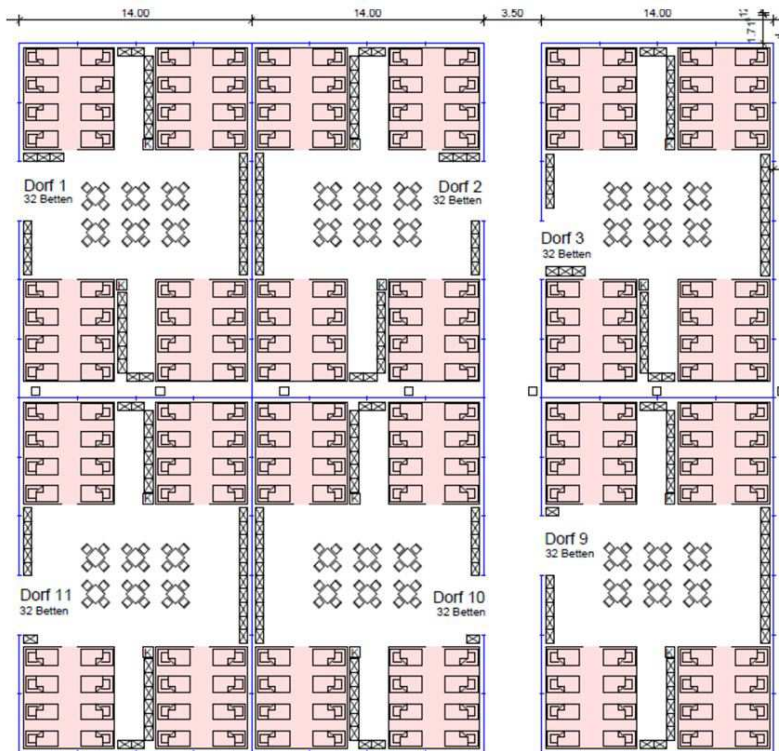 14.00 14.00 3.50 14.00
1.71
Dorf 1
32 Betten
Dorf 2
32 Betten
Dorf 3
32 Betten
Dorf 9
32 Betten
Dorf 11
32 Betten
Dorf 10
32 Betten